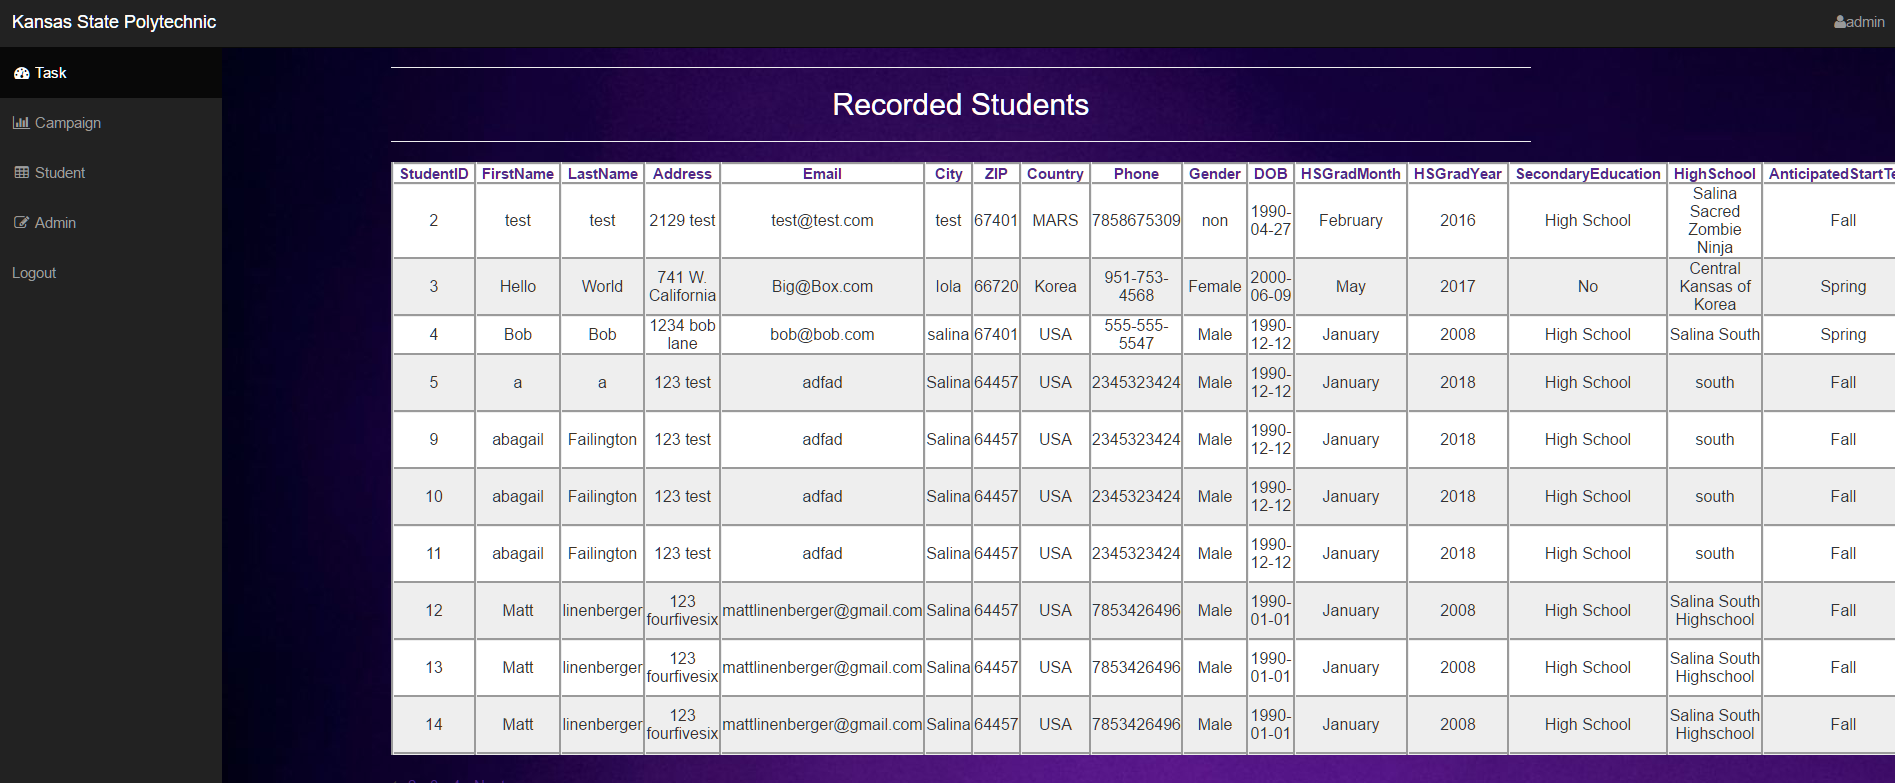 Kansas State Polytechnic
admin
Task
Campaign
Student
Admin
Logout
Recorded Students
StudentID FirstName LastName Address Email City ZIP Country Phone Gender DOB HSGradMonth HSGradYear SecondaryEducation HighSchool AnticipatedStartTe
2 test test 2129 test test@test.com test 67401 MARS 7858675309 non 1990-04-27 February 2016 High School Salina Sacred Zombie Ninja Fall
3 Hello World 741 W. California Big@Box.com Iola 66720 Korea 951-753-4568 Female 2000-06-09 May 2017 No Central Kansas of Korea Spring
4 Bob Bob 1234 bob lane bob@bob.com salina 67401 USA 555-555-5547 Male 1990-12-12 January 2008 High School Salina South Spring
5 a a 123 test adfad Salina 64457 USA 2345323424 Male 1990-12-12 January 2018 High School south Fall
9 abagail Failington 123 test adfad Salina 64457 USA 2345323424 Male 1990-12-12 January 2018 High School south Fall
10 abagail Failington 123 test adfad Salina 64457 USA 2345323424 Male 1990-12-12 January 2018 High School south Fall
11 abagail Failington 123 test adfad Salina 64457 USA 2345323424 Male 1990-12-12 January 2018 High School south Fall
12 Matt linenberger 123 fourfivesix mattlinenberger@gmail.com Salina 64457 USA 7853426496 Male 1990-01-01 January 2008 High School Salina South Highschool Fall
13 Matt linenberger 123 fourfivesix mattlinenberger@gmail.com Salina 64457 USA 7853426496 Male 1990-01-01 January 2008 High School Salina South Highschool Fall
14 Matt linenberger 123 fourfivesix mattlinenberger@gmail.com Salina 64457 USA 7853426496 Male 1990-01-01 January 2008 High School Salina South Highschool Fall